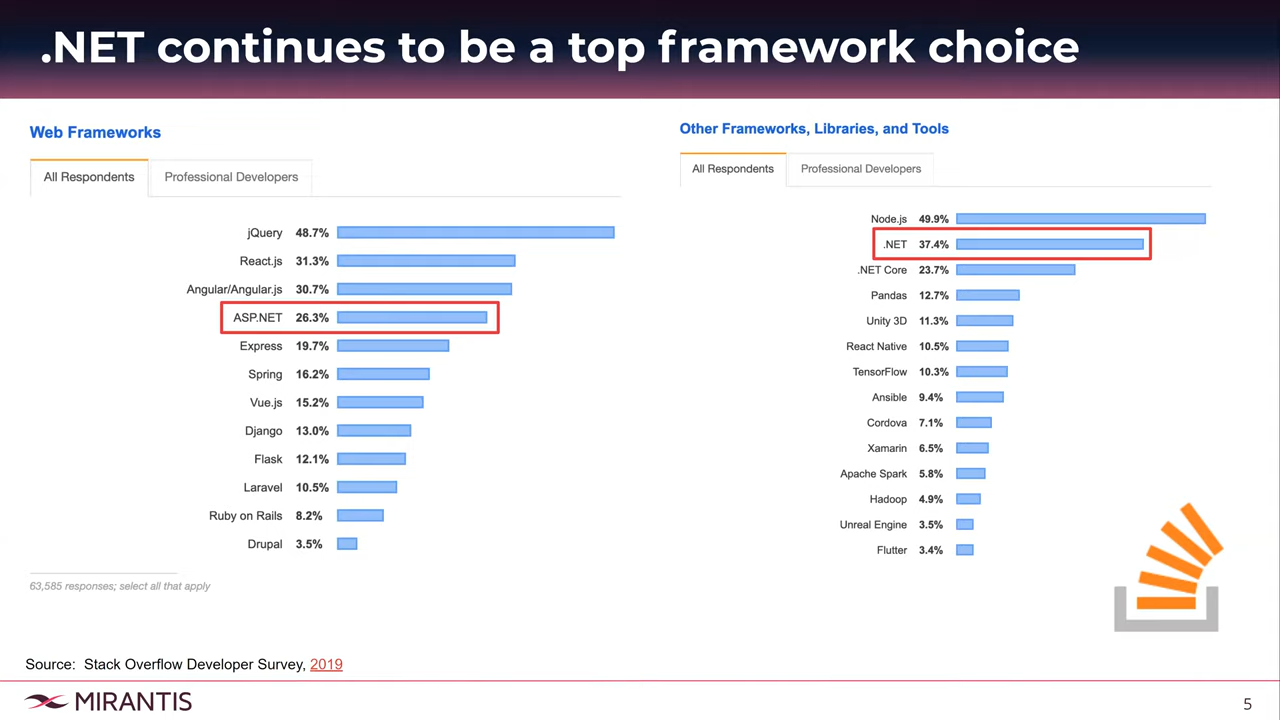 .NET continues to be a top framework choice
Web Frameworks
All Respondents
Professional Developers
jQuery 48.7%
React.js 31.3%
Angular/Angular.js 30.7%
ASP.NET 26.3%
Express 19.7%
Spring 16.2%
Vue.js 15.2%
Django 13.0%
Flask 12.1%
Laravel 10.5%
Ruby on Rails 8.2%
Drupal 3.5%
63,585 responses; select all that apply
Other Frameworks, Libraries, and Tools
All Respondents
Professional Developers
Node.js 49.9%
.NET 37.4%
.NET Core 23.7%
Pandas 12.7%
Unity 3D 11.3%
React Native 10.5%
TensorFlow 10.3%
Ansible 9.4%
Cordova 7.1%
Xamarin 6.5%
Apache Spark 5.8%
Hadoop 4.9%
Unreal Engine 3.5%
Flutter 3.4%
Source: Stack Overflow Developer Survey, 2019
MIRANTIS
5